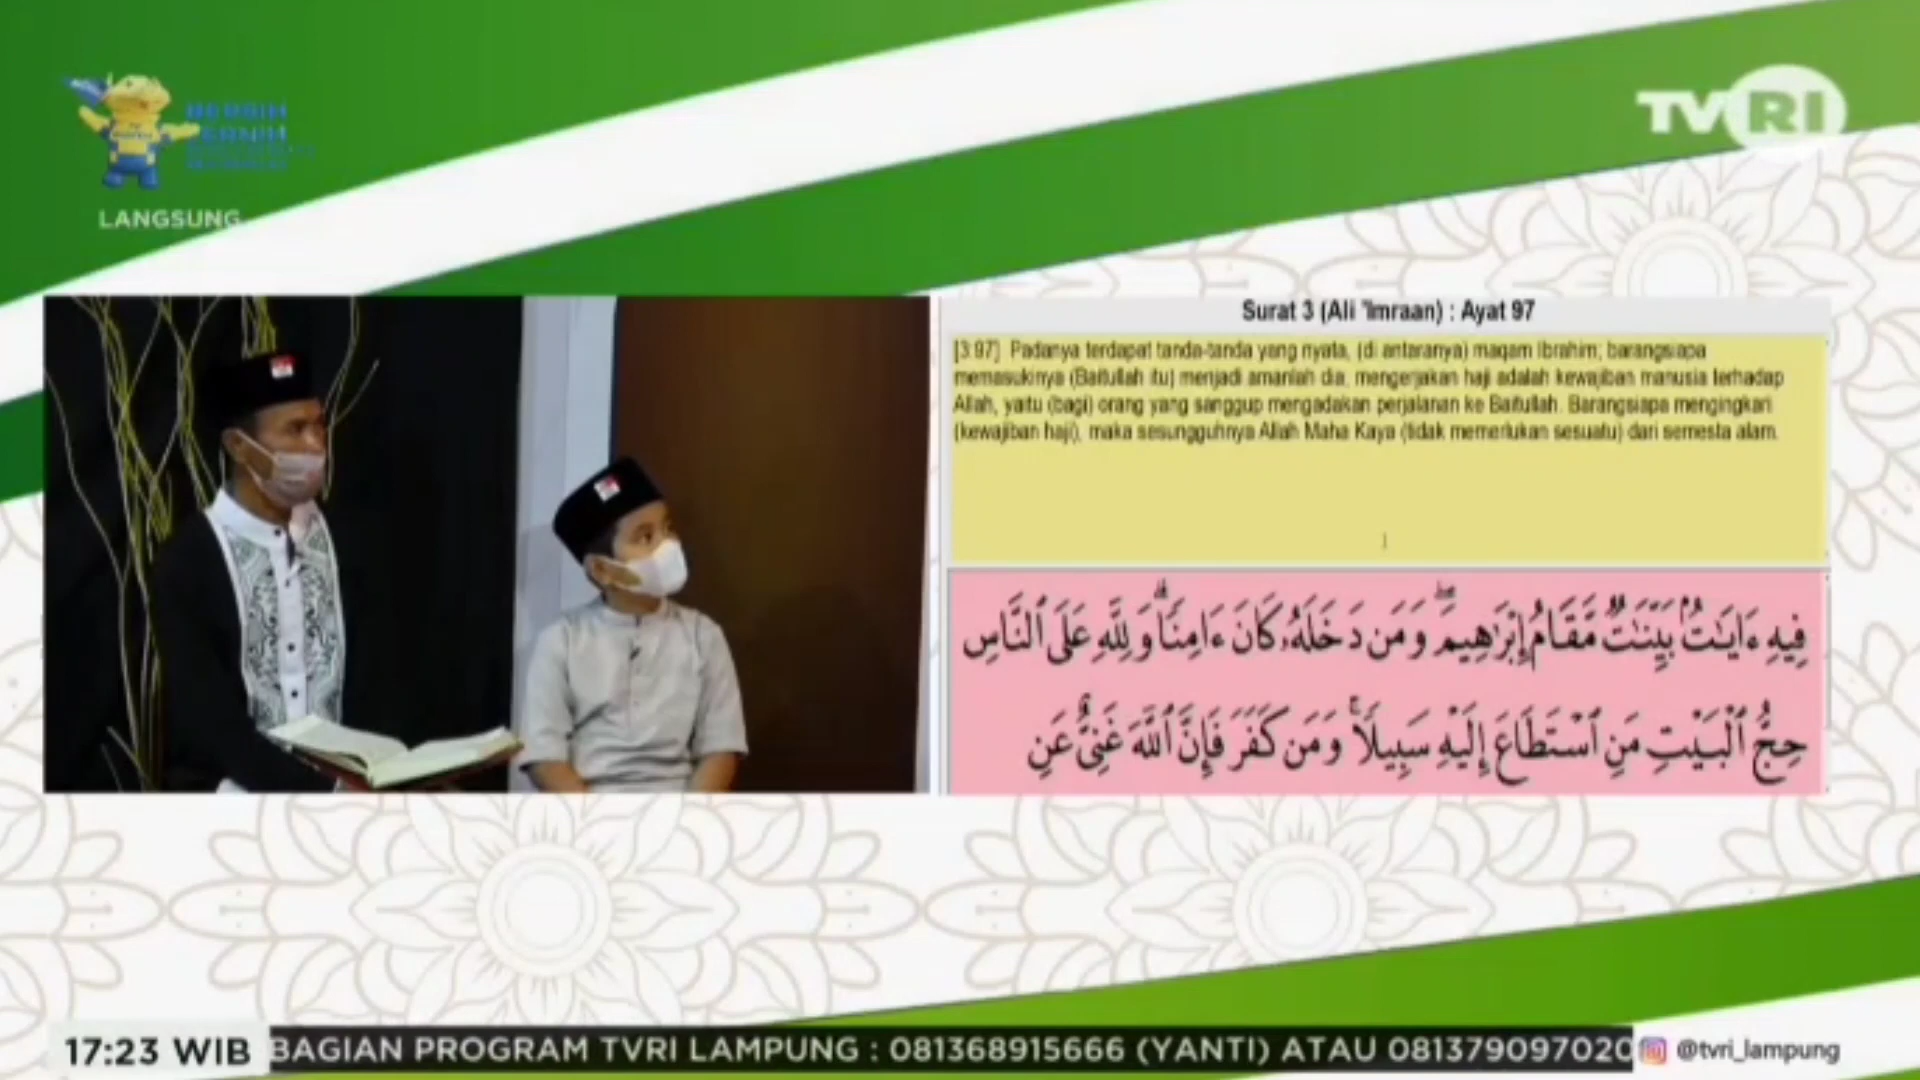 BERSIH
TVRI
LANGSUNG
Surat 3 (Ali 'Imraan) : Ayat 97
[3:97] Padanya terdapat tanda-tanda yang nyata, (di antaranya) maqam Ibrahim; barangsiapa
memasukinya (Baitullah itu) menjadi amanlah dia; mengerjakan haji adalah kewajiban manusia terhadap
Allah, yaitu (bagi) orang yang sanggup mengadakan perjalanan ke Baitullah. Barangsiapa mengingkari
(kewajiban haji), maka sesungguhnya Allah Maha Kaya (tidak memerlukan sesuatu) dari semesta alam.
فِيهِ ءَايَٰتٌۢ بَيِّنَٰتٌ مَّقَامُ إِبْرَٰهِيمَۖ وَمَن دَخَلَهُۥ كَانَ ءَامِنًاۗ وَلِلَّهِ عَلَى ٱلنَّاسِ
حِجُّ ٱلْبَيْتِ مَنِ ٱسْتَطَاعَ إِلَيْهِ سَبِيلًاۚ وَمَن كَفَرَ فَإِنَّ ٱللَّهَ غَنِىٌّ عَنِ
17:23 WIB BAGIAN PROGRAM TVRI LAMPUNG : 081368915666 (YANTI) ATAU 081379097020 @tvri_lampung